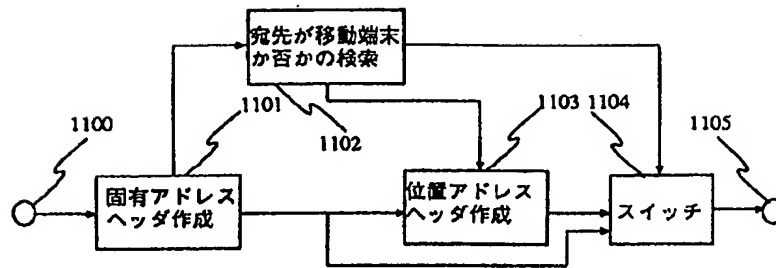 宛先が移動端末
か否かの検索
1100
1101
1102
1103
1104
1105
固有アドレス
ヘッダ作成
位置アドレス
ヘッダ作成
スイッチ